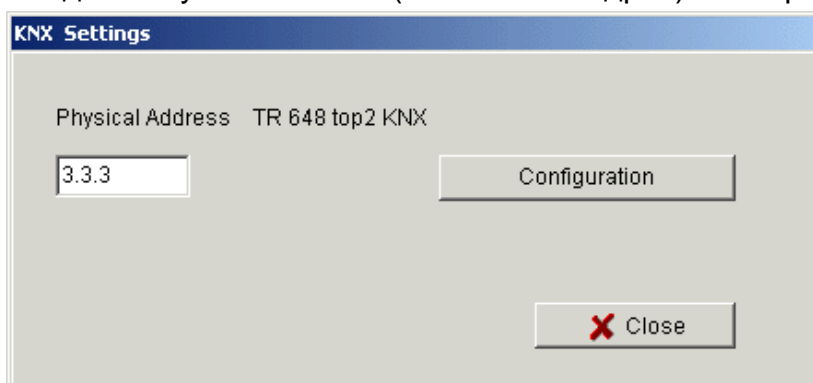 KNX Settings
Physical Address TR 648 top2 KNX
3.3.3
Configuration
Close